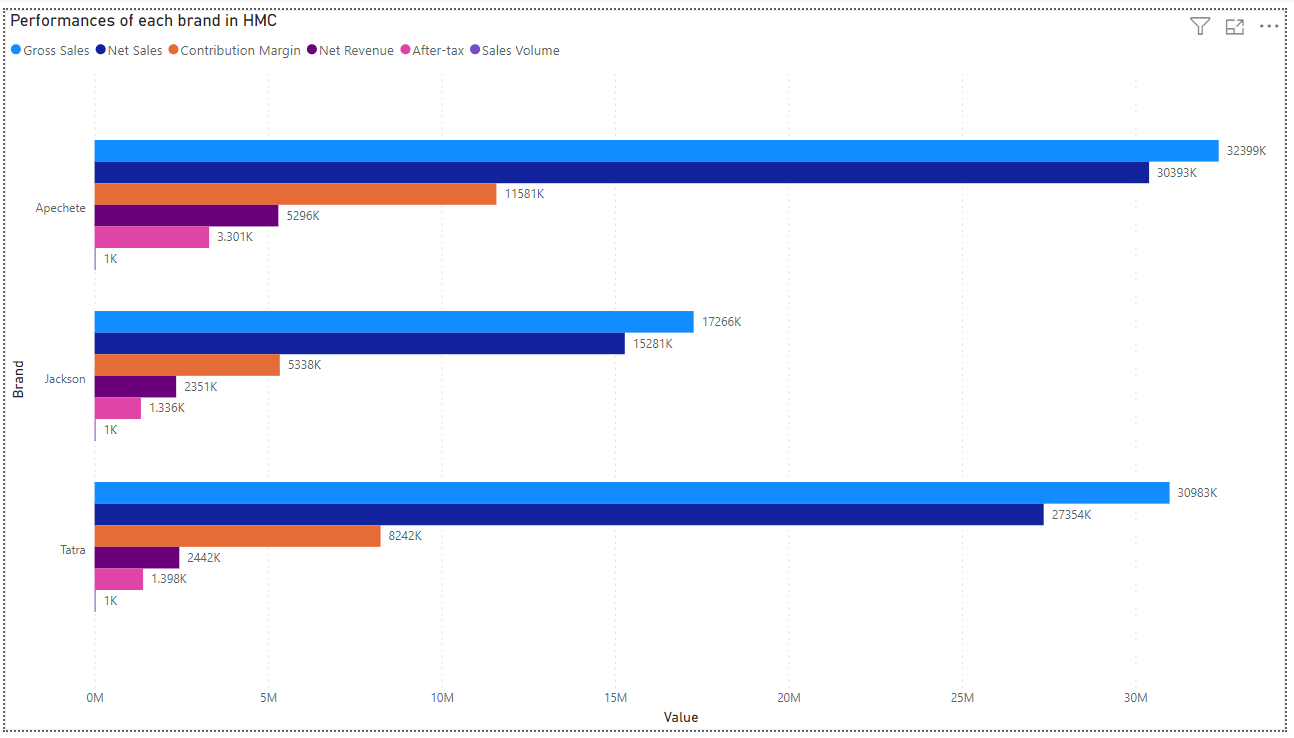 Performances of each brand in HMC
Gross Sales Net Sales Contribution Margin Net Revenue After-tax Sales Volume
32399K
30393K
11581K
Apechete
5296K
3.301K
1K
17266K
15281K
5338K
Jackson
2351K
1.336K
1K
Brand
30983K
27354K
8242K
Tatra
2442K
1.398K
1K
0M 5M 10M 15M 20M 25M 30M
Value